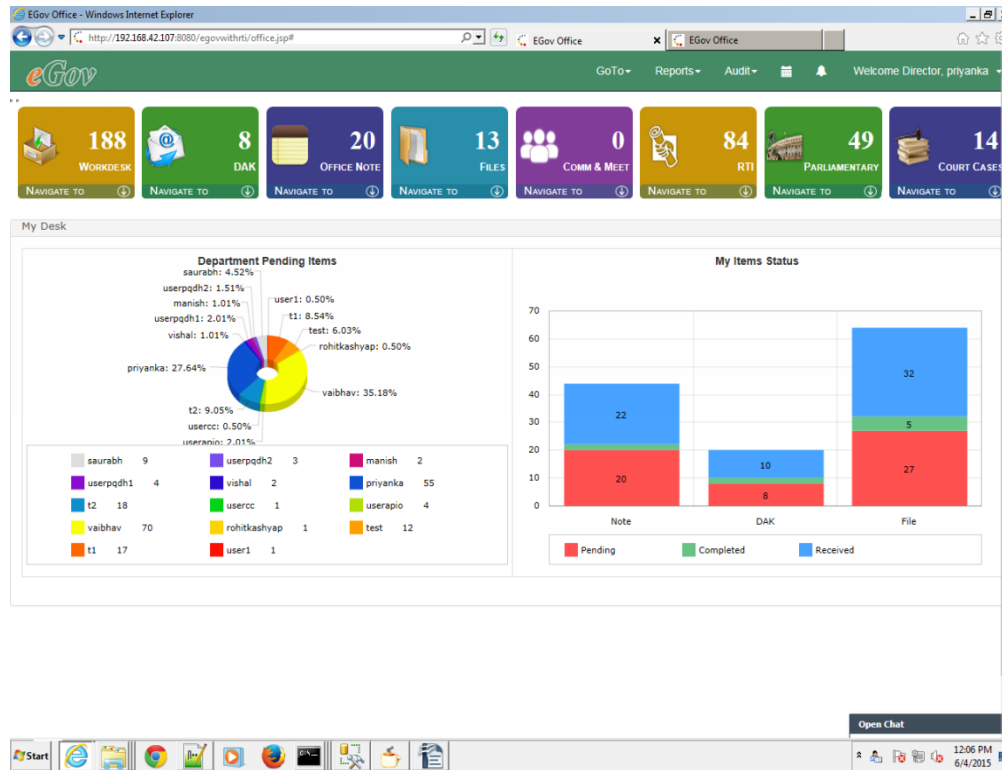 EGov Office - Windows Internet Explorer
http://192.168.42.107:8080/egovwithrti/office.jsp#
EGov Office
EGov Office
eGov
GoTo
Reports
Audit
Welcome Director, priyanka
188
WORKDESK
NAVIGATE TO
8
DAK
NAVIGATE TO
20
OFFICE NOTE
NAVIGATE TO
13
FILES
NAVIGATE TO
0
COMM & MEET
NAVIGATE TO
84
RTI
NAVIGATE TO
49
PARLIAMENTARY
NAVIGATE TO
14
COURT CASES
NAVIGATE TO
My Desk
Department Pending Items
saurabh: 4.52%
userpqdh2: 1.51%
manish: 1.01%
userpqdh1: 2.01%
vishal: 1.01%
priyanka: 27.64%
t2: 9.05%
usercc: 0.50%
userapio: 2.01%
user1: 0.50%
t1: 8.54%
test: 6.03%
rohitkashyap: 0.50%
vaibhav: 35.18%
saurabh 9
userpqdh2 3
manish 2
userpqdh1 4
vishal 2
priyanka 55
t2 18
usercc 1
userapio 4
vaibhav 70
rohitkashyap 1
test 12
t1 17
user1 1
My Items Status
70
60
50
40
30
20
10
0
22
20
10
8
32
5
27
Note
DAK
File
Pending
Completed
Received
Open Chat
Start
12:06 PM
6/4/2015